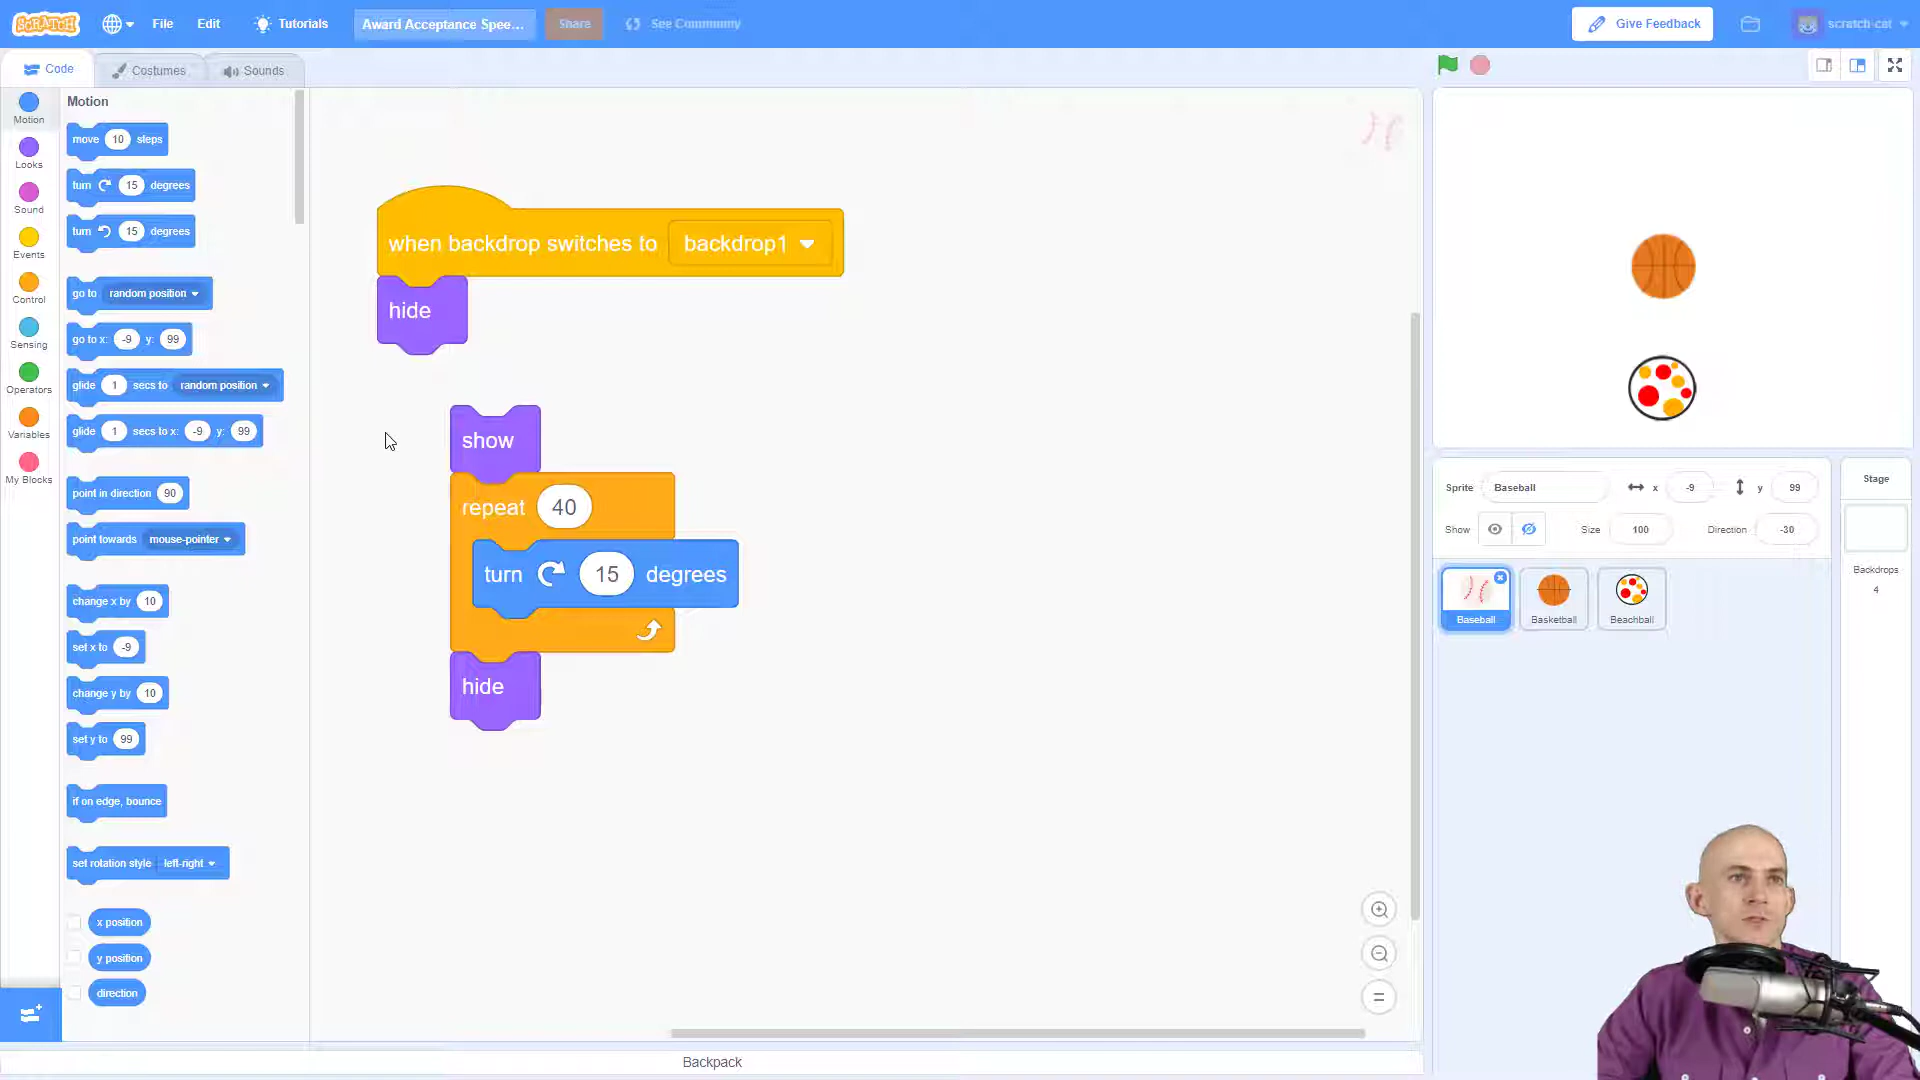 SCRATCH File Edit Tutorials Award Acceptance Spee... Share See Community Give Feedback scratch-cat
Code Costumes Sounds
Motion
Looks
Sound
Events
Control
Sensing
Operators
Variables
My Blocks
Motion
move 10 steps
turn 15 degrees
turn 15 degrees
go to random position
go to x: -9 y: 99
glide 1 secs to random position
glide 1 secs to x: -9 y: 99
point in direction 90
point towards mouse-pointer
change x by 10
set x to -9
change y by 10
set y to 99
if on edge, bounce
set rotation style left-right
x position
y position
direction
when backdrop switches to backdrop1
hide
show
repeat 40
turn 15 degrees
hide
Backpack
Sprite Baseball x -9 y 99
Show Size 100 Direction -30
Baseball Basketball Beachball
Stage
Backdrops
4